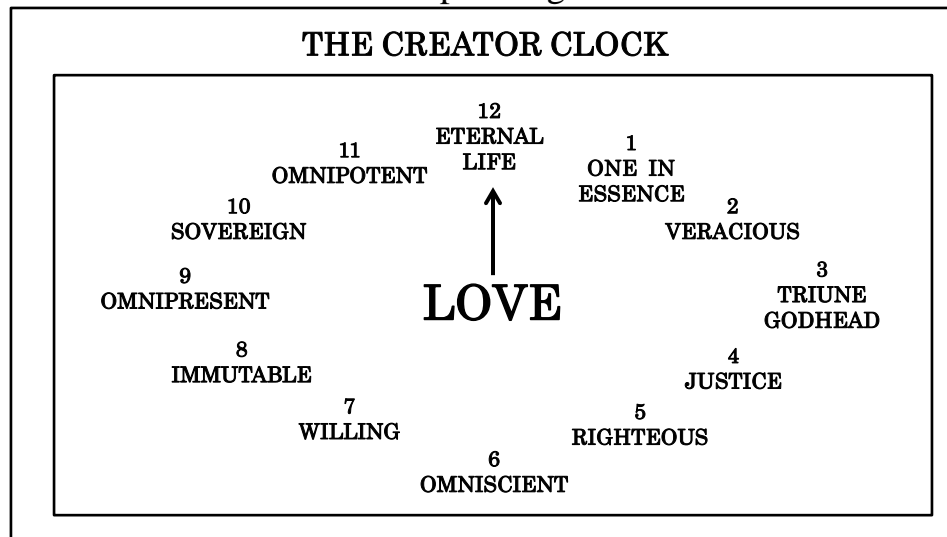 THE CREATOR CLOCK
12
ETERNAL
LIFE
1
ONE IN
ESSENCE
2
VERACIOUS
3
TRIUNE
GODHEAD
4
JUSTICE
5
RIGHTEOUS
6
OMNISCIENT
7
WILLING
8
IMMUTABLE
9
OMNIPRESENT
10
SOVEREIGN
11
OMNIPOTENT
LOVE